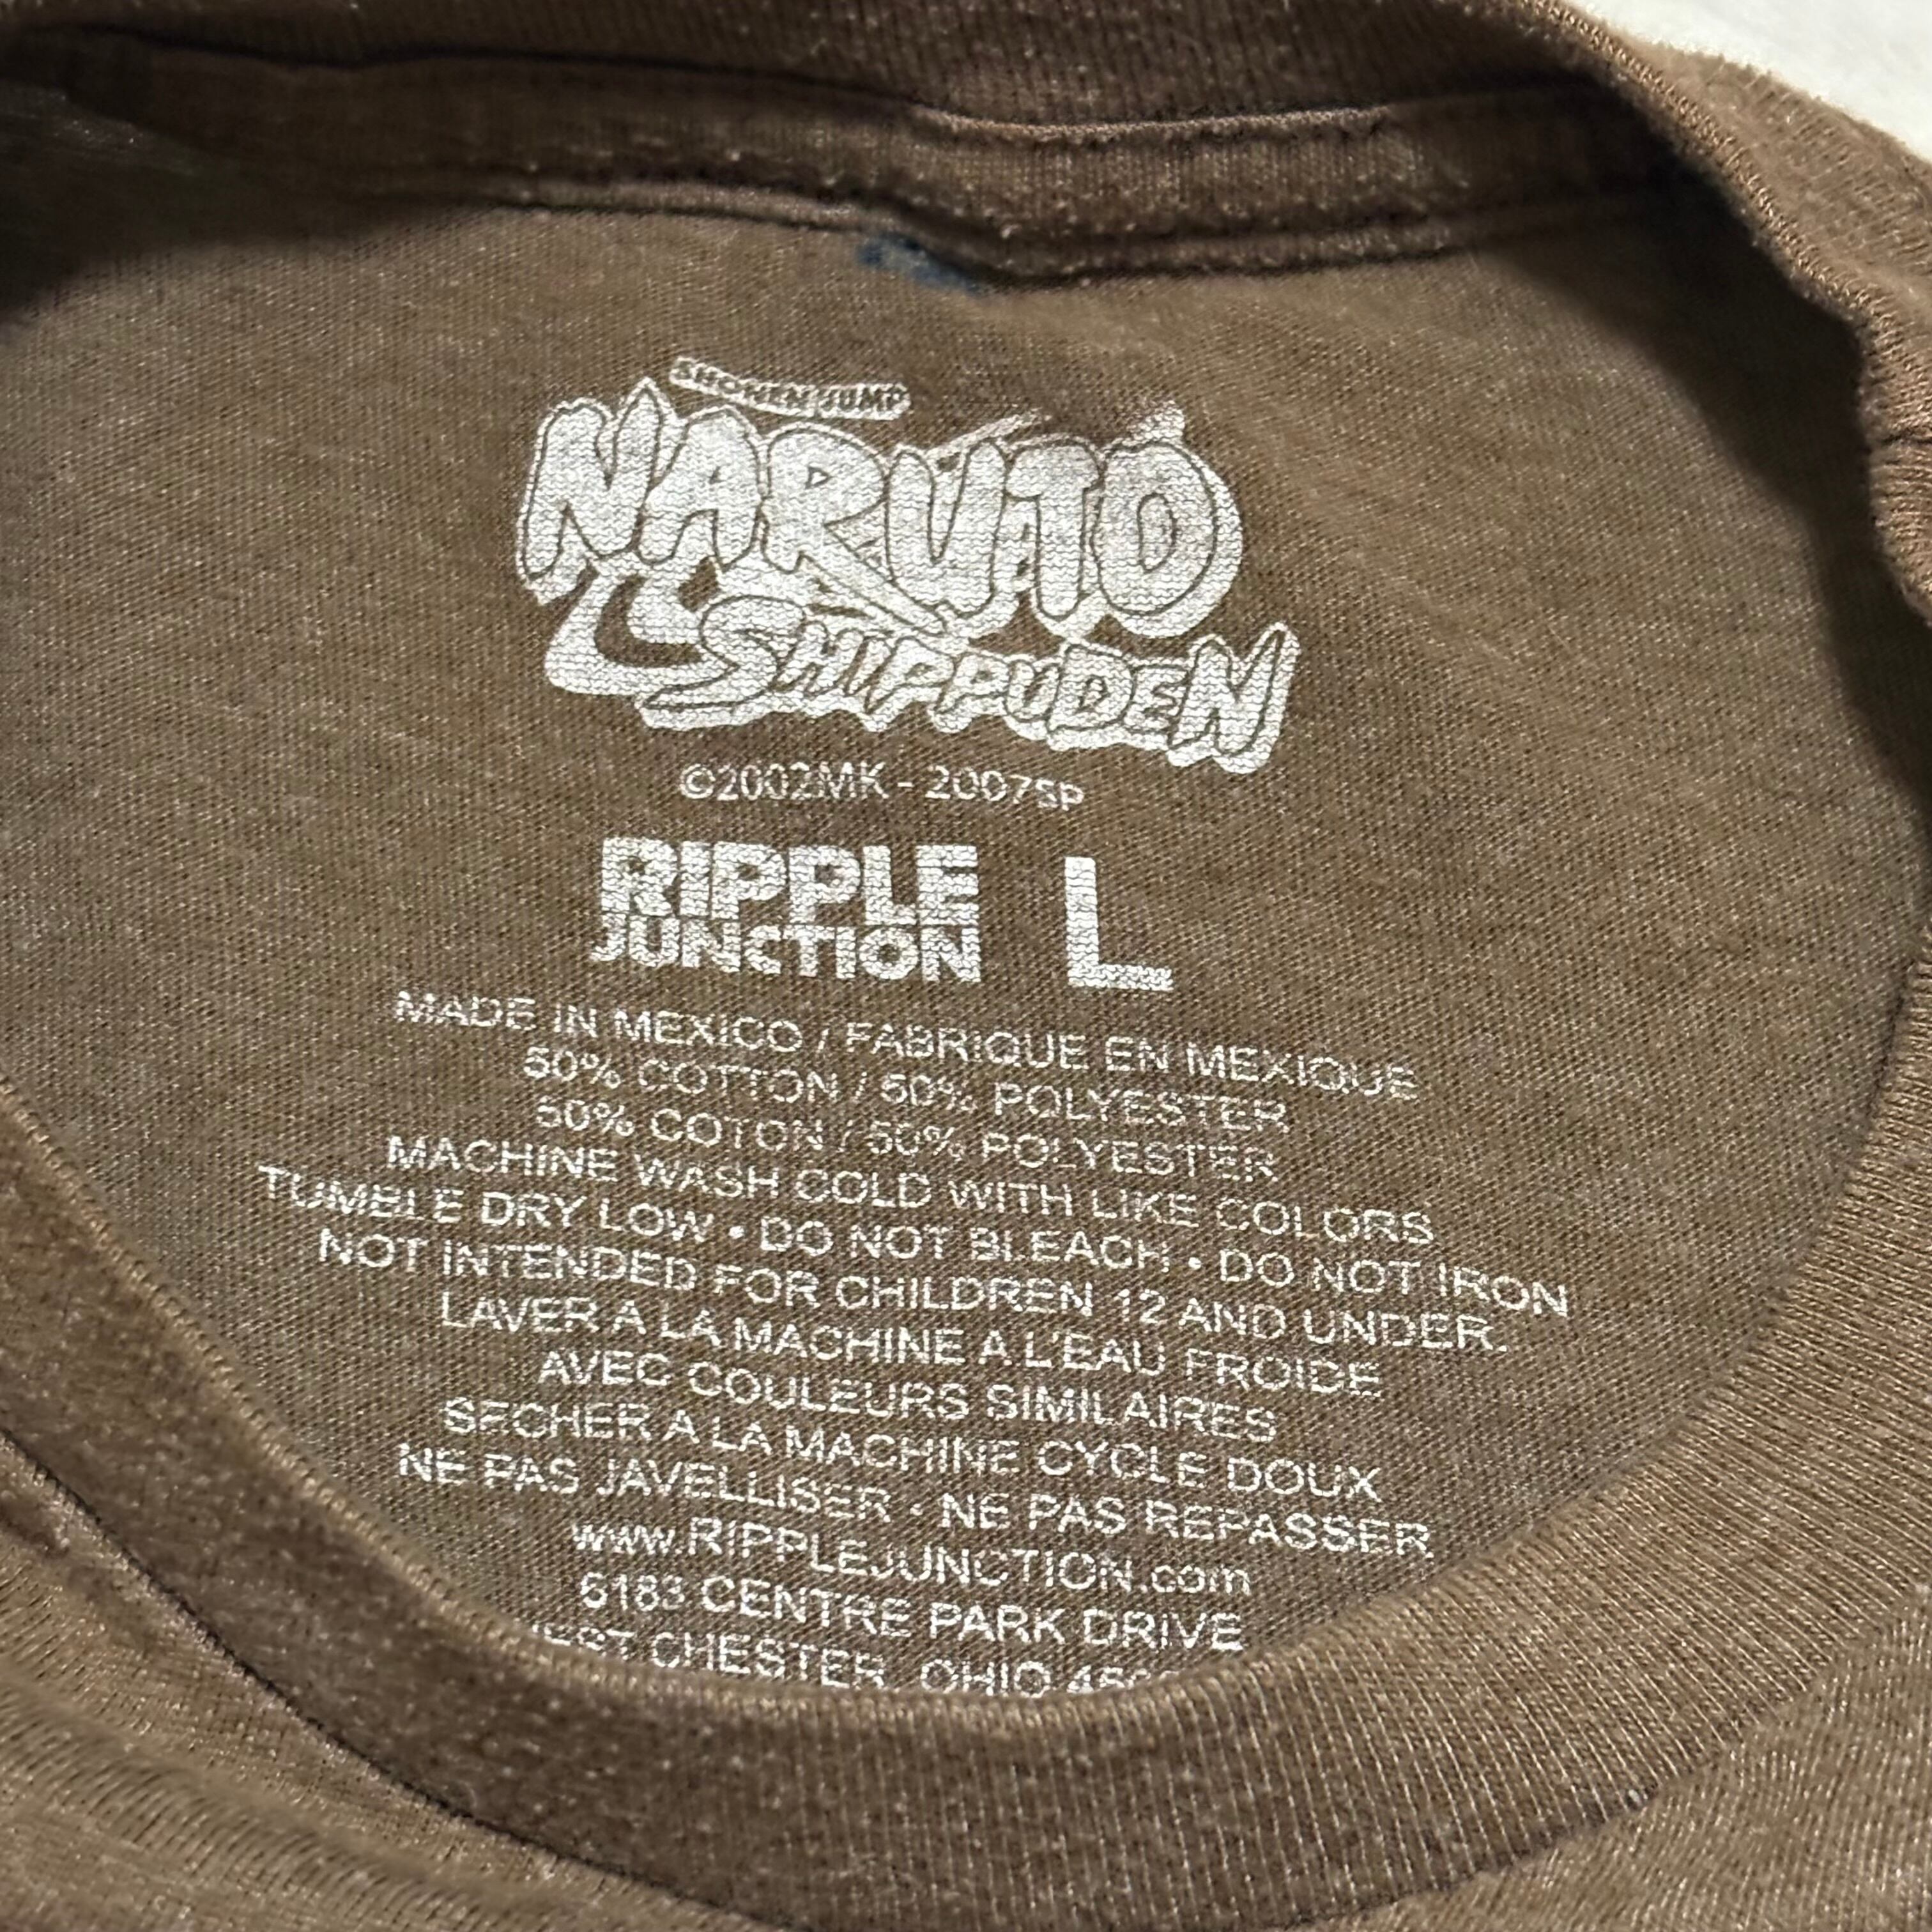 SHONEN JUMP
NARUTO
SHIPPUDEN
©2002MK - 2007SP
RIPPLE
JUNCTION L
MADE IN MEXICO / FABRIQUE EN MEXIQUE
50% COTTON / 50% POLYESTER
50% COTON / 50% POLYESTER
MACHINE WASH COLD WITH LIKE COLORS
TUMBLE DRY LOW • DO NOT BLEACH • DO NOT IRON
NOT INTENDED FOR CHILDREN 12 AND UNDER.
LAVER A LA MACHINE A L'EAU FROIDE
AVEC COULEURS SIMILAIRES
SECHER A LA MACHINE CYCLE DOUX
NE PAS JAVELLISER • NE PAS REPASSER
www.RIPPLEJUNCTION.com
6183 CENTRE PARK DRIVE
CHESTER, OHIO